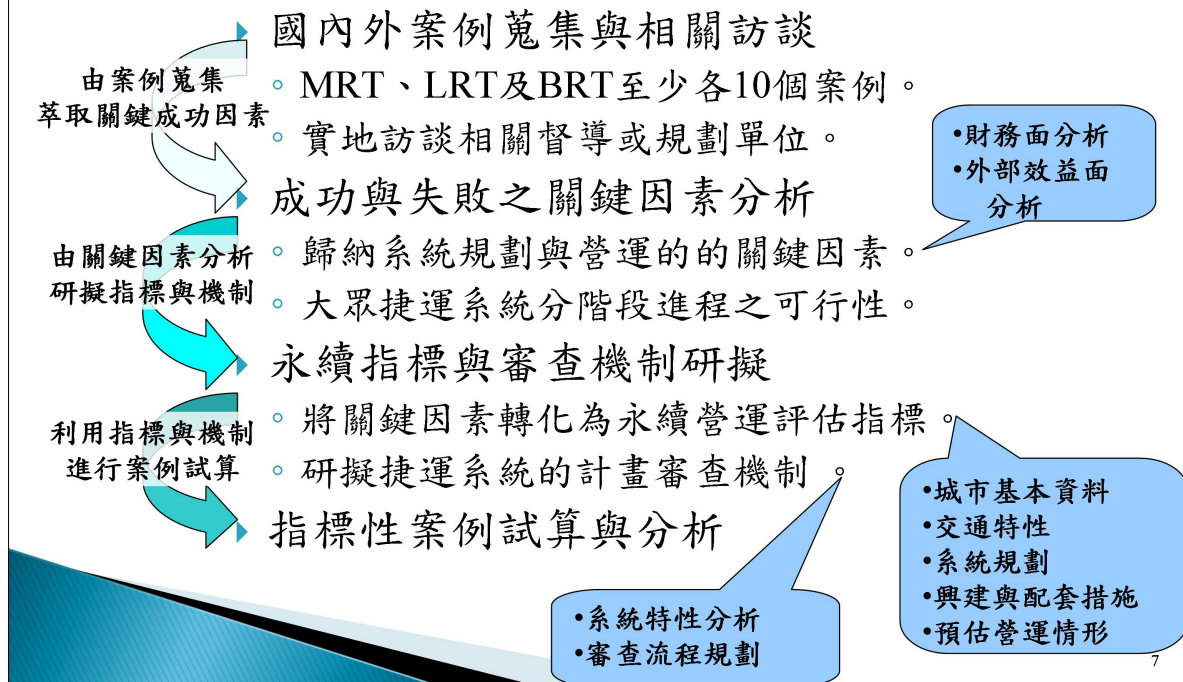 國內外案例蒐集與相關訪談
由案例蒐集
萃取關鍵成功因素
。MRT、LRT及BRT至少各10個案例。
。實地訪談相關督導或規劃單位。
•財務面分析
•外部效益面
分析
成功與失敗之關鍵因素分析
由關鍵因素分析
研擬指標與機制
。歸納系統規劃與營運的的關鍵因素。
。大眾捷運系統分階段進程之可行性。
永續指標與審查機制研擬
利用指標與機制
進行案例試算
。將關鍵因素轉化為永續營運評估指標。
。研擬捷運系統的計畫審查機制。
•城市基本資料
•交通特性
•系統規劃
•興建與配套措施
•預估營運情形
指標性案例試算與分析
•系統特性分析
•審查流程規劃
7